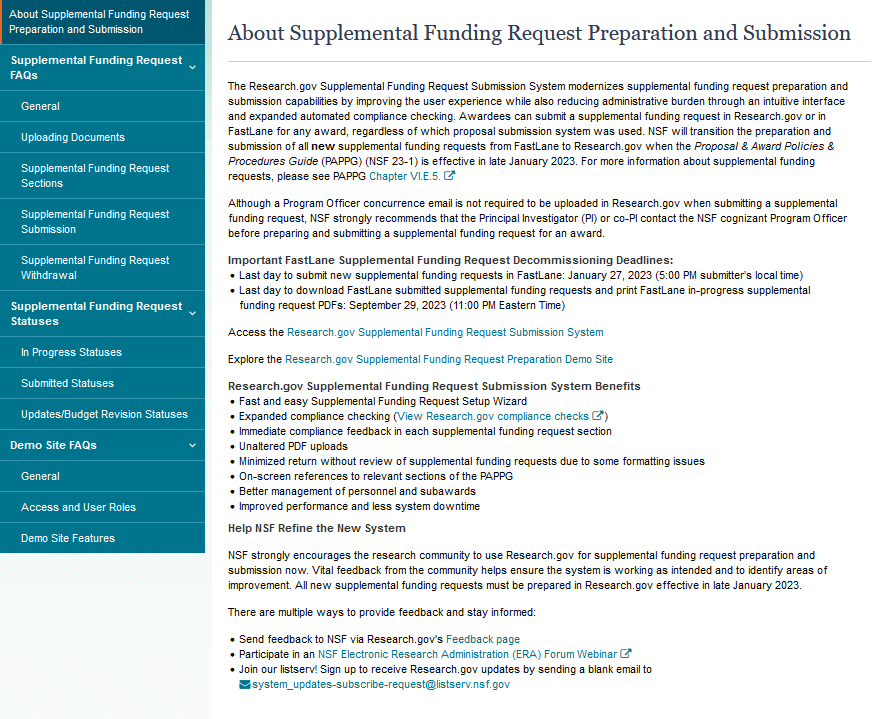 About Supplemental Funding Request
Preparation and Submission
Supplemental Funding Request
FAQs
General
Uploading Documents
Supplemental Funding Request
Sections
Supplemental Funding Request
Submission
Supplemental Funding Request
Withdrawal
Supplemental Funding Request
Statuses
In Progress Statuses
Submitted Statuses
Updates/Budget Revision Statuses
Demo Site FAQs
General
Access and User Roles
Demo Site Features
About Supplemental Funding Request Preparation and Submission
The Research.gov Supplemental Funding Request Submission System modernizes supplemental funding request preparation and
submission capabilities by improving the user experience while also reducing administrative burden through an intuitive interface
and expanded automated compliance checking. Awardees can submit a supplemental funding request in Research.gov or in
FastLane for any award, regardless of which proposal submission system was used. NSF will transition the preparation and
submission of all new supplemental funding requests from FastLane to Research.gov when the Proposal & Award Policies &
Procedures Guide (PAPPG) (NSF 23-1) is effective in late January 2023. For more information about supplemental funding
requests, please see PAPPG Chapter VI.E.5.
Although a Program Officer concurrence email is not required to be uploaded in Research.gov when submitting a supplemental
funding request, NSF strongly recommends that the Principal Investigator (PI) or co-PI contact the NSF cognizant Program Officer
before preparing and submitting a supplemental funding request for an award.
Important FastLane Supplemental Funding Request Decommissioning Deadlines:
• Last day to submit new supplemental funding requests in FastLane: January 27, 2023 (5:00 PM submitter's local time)
• Last day to download FastLane submitted supplemental funding requests and print FastLane in-progress supplemental
funding request PDFs: September 29, 2023 (11:00 PM Eastern Time)
Access the Research.gov Supplemental Funding Request Submission System
Explore the Research.gov Supplemental Funding Request Preparation Demo Site
Research.gov Supplemental Funding Request Submission System Benefits
• Fast and easy Supplemental Funding Request Setup Wizard
• Expanded compliance checking (View Research.gov compliance checks)
• Immediate compliance feedback in each supplemental funding request section
• Unaltered PDF uploads
• Minimized return without review of supplemental funding requests due to some formatting issues
• On-screen references to relevant sections of the PAPPG
• Better management of personnel and subawards
• Improved performance and less system downtime
Help NSF Refine the New System
NSF strongly encourages the research community to use Research.gov for supplemental funding request preparation and
submission now. Vital feedback from the community helps ensure the system is working as intended and to identify areas of
improvement. All new supplemental funding requests must be prepared in Research.gov effective in late January 2023.
There are multiple ways to provide feedback and stay informed:
• Send feedback to NSF via Research.gov's Feedback page
• Participate in an NSF Electronic Research Administration (ERA) Forum Webinar
• Join our listserv! Sign up to receive Research.gov updates by sending a blank email to
system_updates-subscribe-request@listserv.nsf.gov